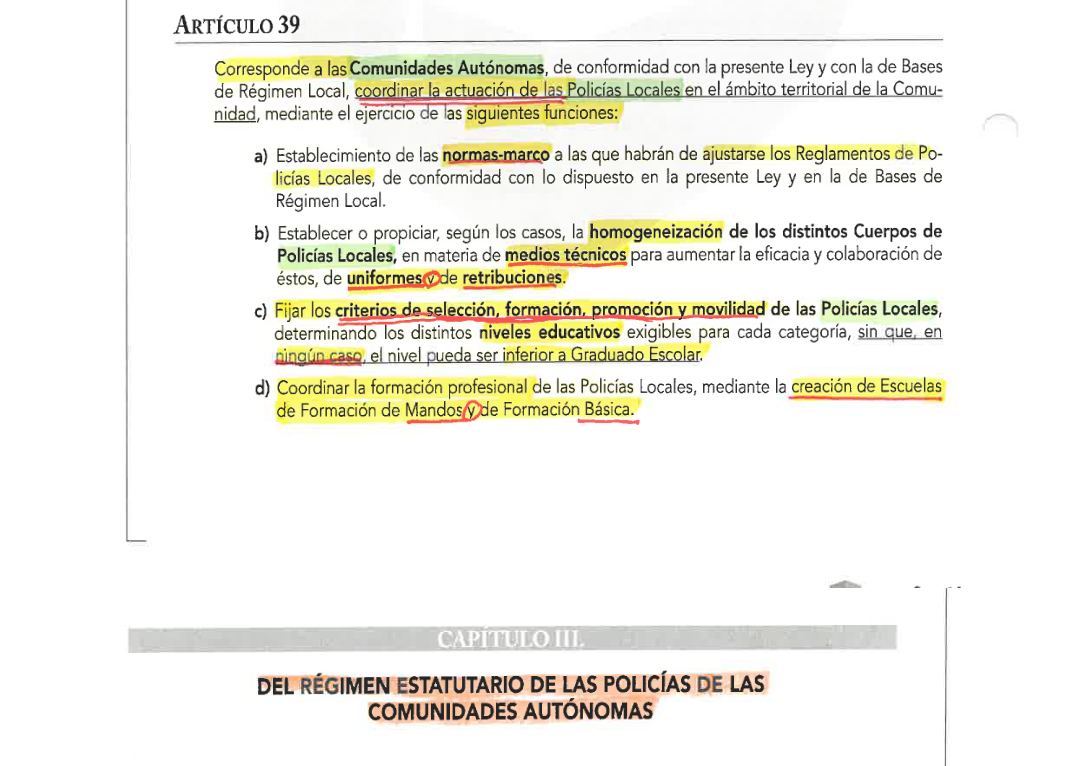 ARTÍCULO 39
Corresponde a las Comunidades Autónomas, de conformidad con la presente Ley y con la de Bases
de Régimen Local, coordinar la actuación de las Policías Locales en el ámbito territorial de la Comu-
nidad, mediante el ejercicio de las siguientes funciones:
a) Establecimiento de las normas-marco a las que habrán de ajustarse los Reglamentos de Po-
licías Locales, de conformidad con lo dispuesto en la presente Ley y en la de Bases de
Régimen Local.
b) Establecer o propiciar, según los casos, la homogeneización de los distintos Cuerpos de
Policías Locales, en materia de medios técnicos para aumentar la eficacia y colaboración de
éstos, de uniformes y de retribuciones.
c) Fijar los criterios de selección, formación, promoción y movilidad de las Policías Locales,
determinando los distintos niveles educativos exigibles para cada categoría, sin que, en
ningún caso, el nivel pueda ser inferior a Graduado Escolar.
d) Coordinar la formación profesional de las Policías Locales, mediante la creación de Escuelas
de Formación de Mandos y de Formación Básica.
CAPÍTULO III.
DEL RÉGIMEN ESTATUTARIO DE LAS POLICÍAS DE LAS
COMUNIDADES AUTÓNOMAS